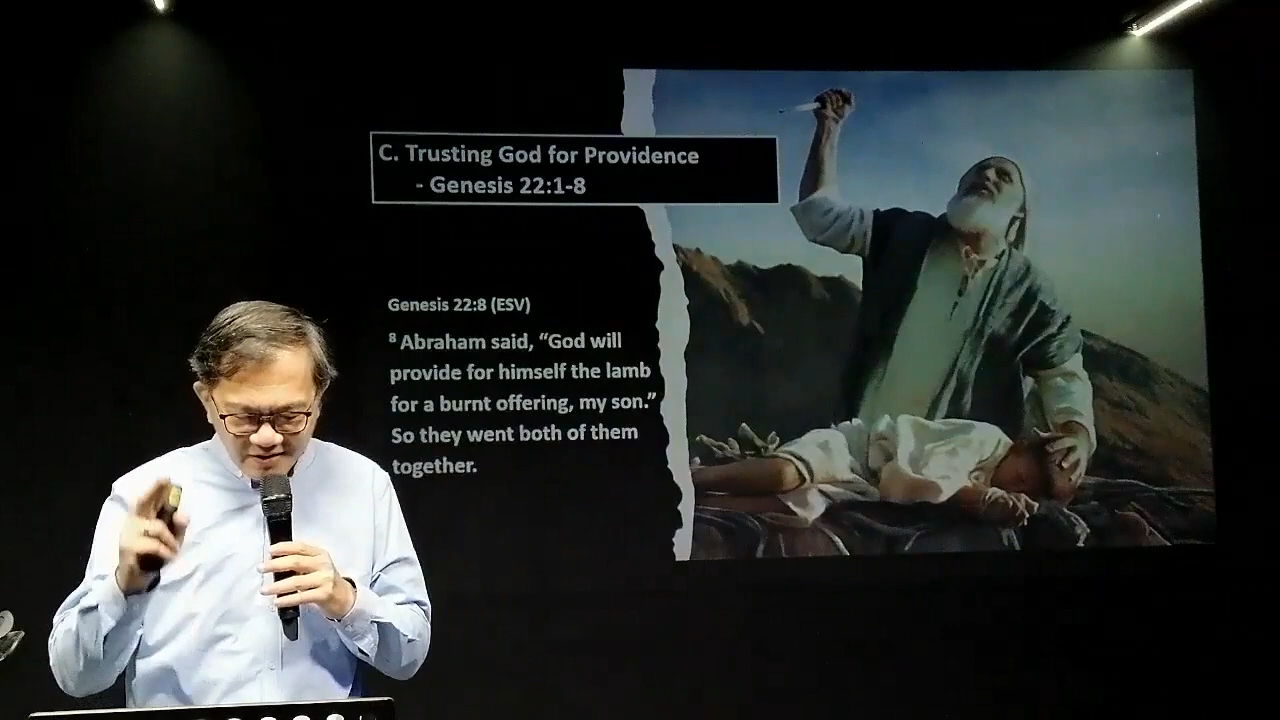 C. Trusting God for Providence
- Genesis 22:1-8
Genesis 22:8 (ESV)
⁸ Abraham said, “God will
provide for himself the lamb
for a burnt offering, my son.”
So they went both of them
together.